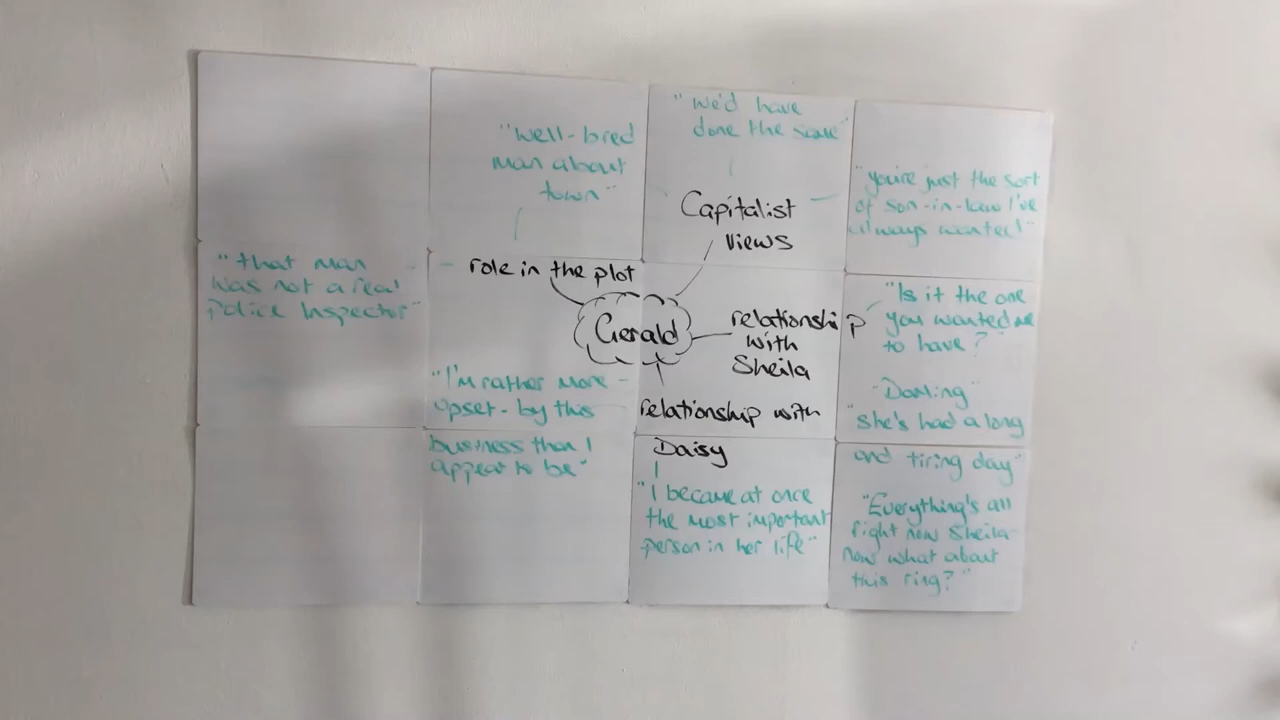 "well-bred
man about
town"
"we'd have
done the same"
Capitalist
views
"you're just the sort
of son-in-law I've
always wanted!"
"that man
was not a real
Police Inspector"
role in the plot
Gerald
relationship
with
Sheila
"Is it the one
you wanted me
to have?"
"Darling"
"she's had a long
and tiring day"
"Everything's all
right now Sheila
now what about
this ring?"
"I'm rather more -
upset - by this
business than I
appear to be"
relationship with
Daisy
"I became at once
the most important
person in her life"